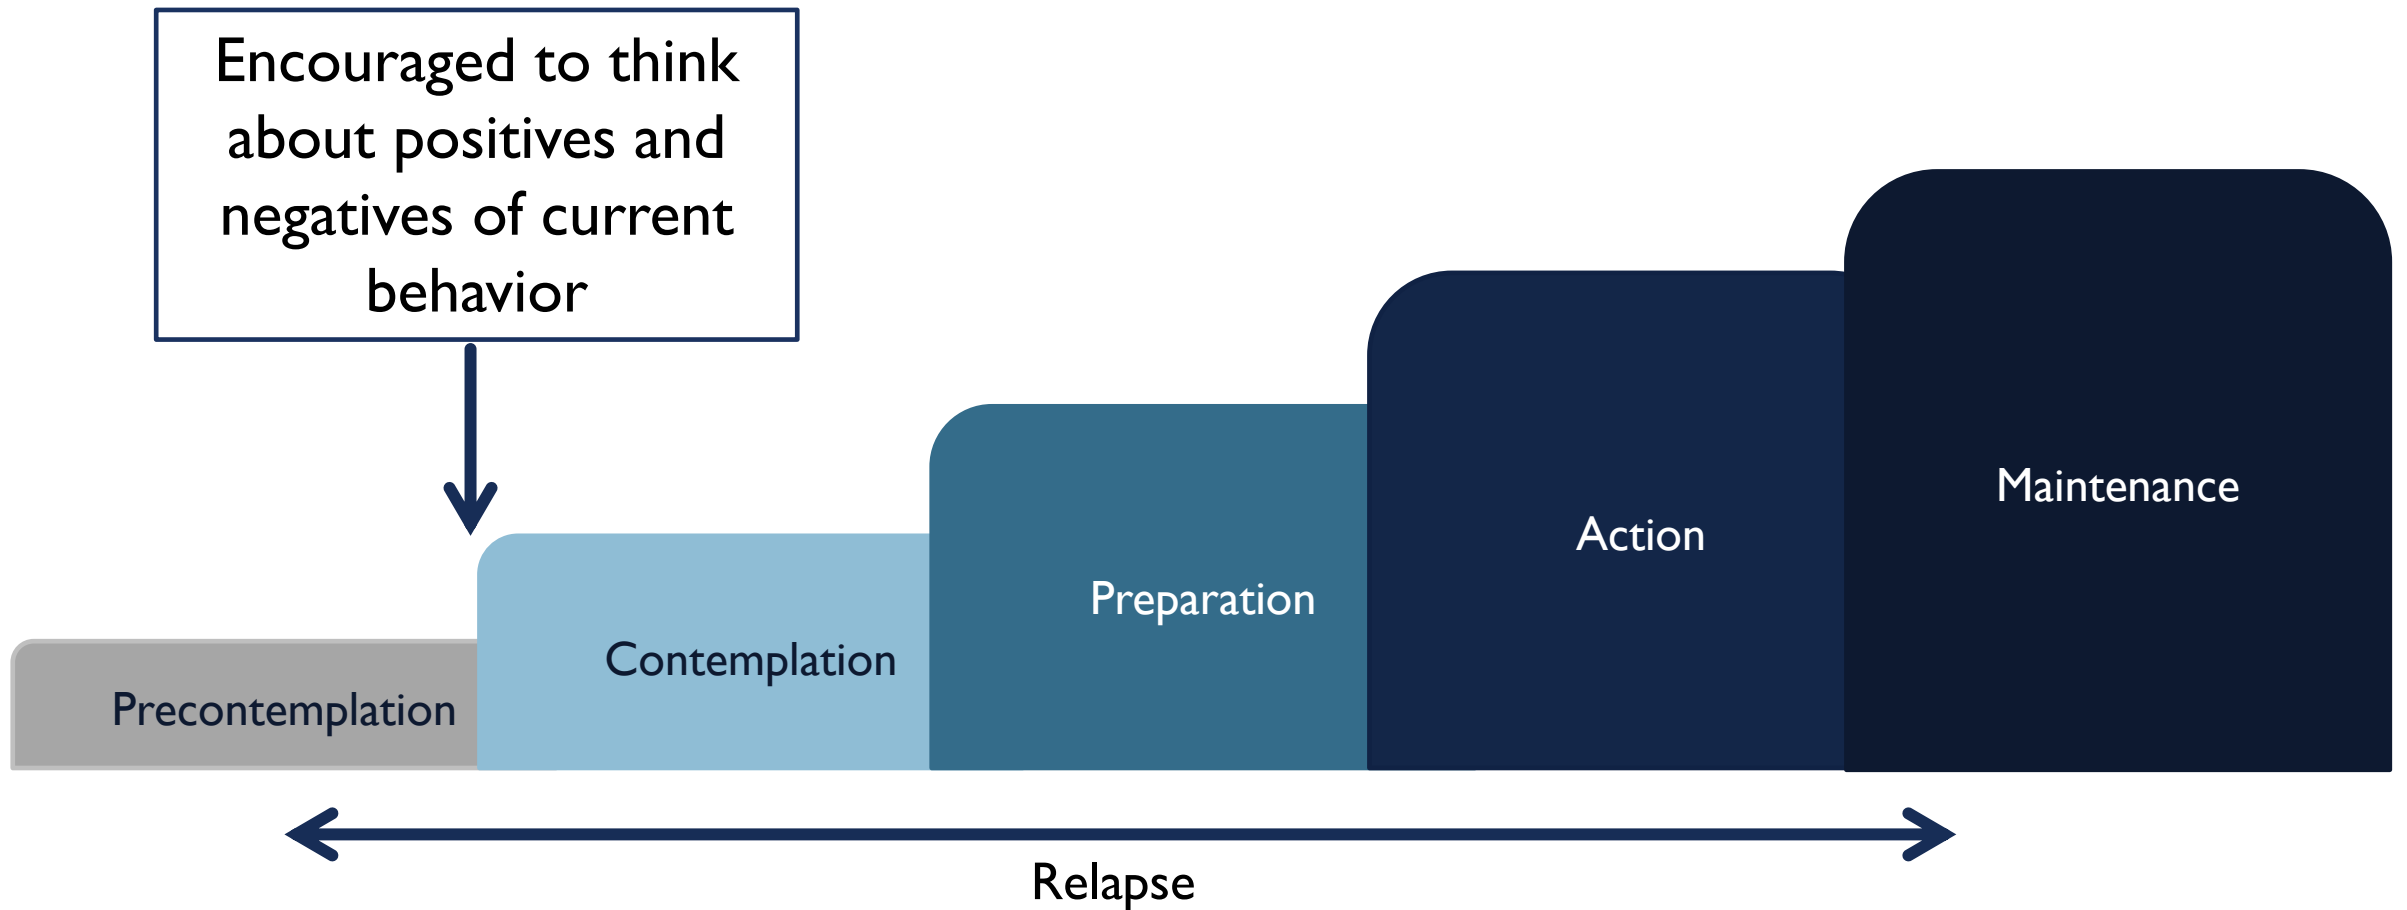 Encouraged to think
about positives and
negatives of current
behavior
Precontemplation
Contemplation
Preparation
Action
Maintenance
Relapse